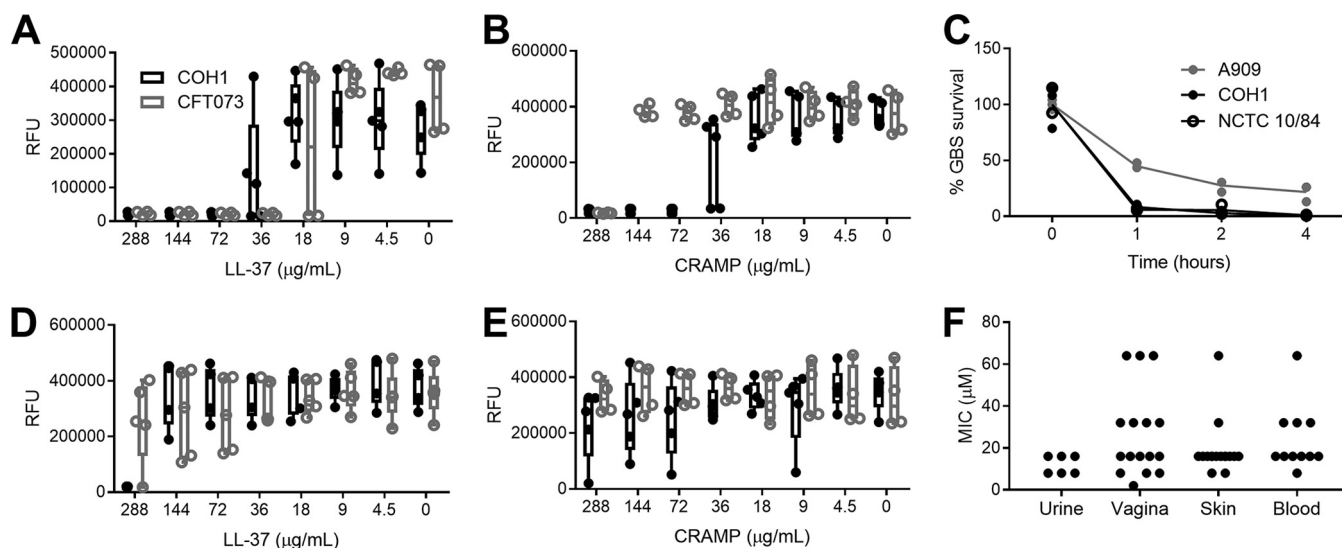 A
RFU
500000
400000
300000
200000
100000
0
COH1
CFT073
288 144 72 36 18 9 4.5 0
LL-37 (μg/mL)
B
RFU
600000
400000
200000
0
288 144 72 36 18 9 4.5 0
CRAMP (μg/mL)
C
% GBS survival
150
100
50
0
A909
COH1
NCTC 10/84
0 1 2 4
Time (hours)
D
RFU
600000
400000
200000
0
288 144 72 36 18 9 4.5 0
LL-37 (μg/mL)
E
RFU
600000
500000
400000
300000
200000
100000
0
288 144 72 36 18 9 4.5 0
CRAMP (μg/mL)
F
MIC (μM)
80
60
40
20
0
Urine Vagina Skin Blood